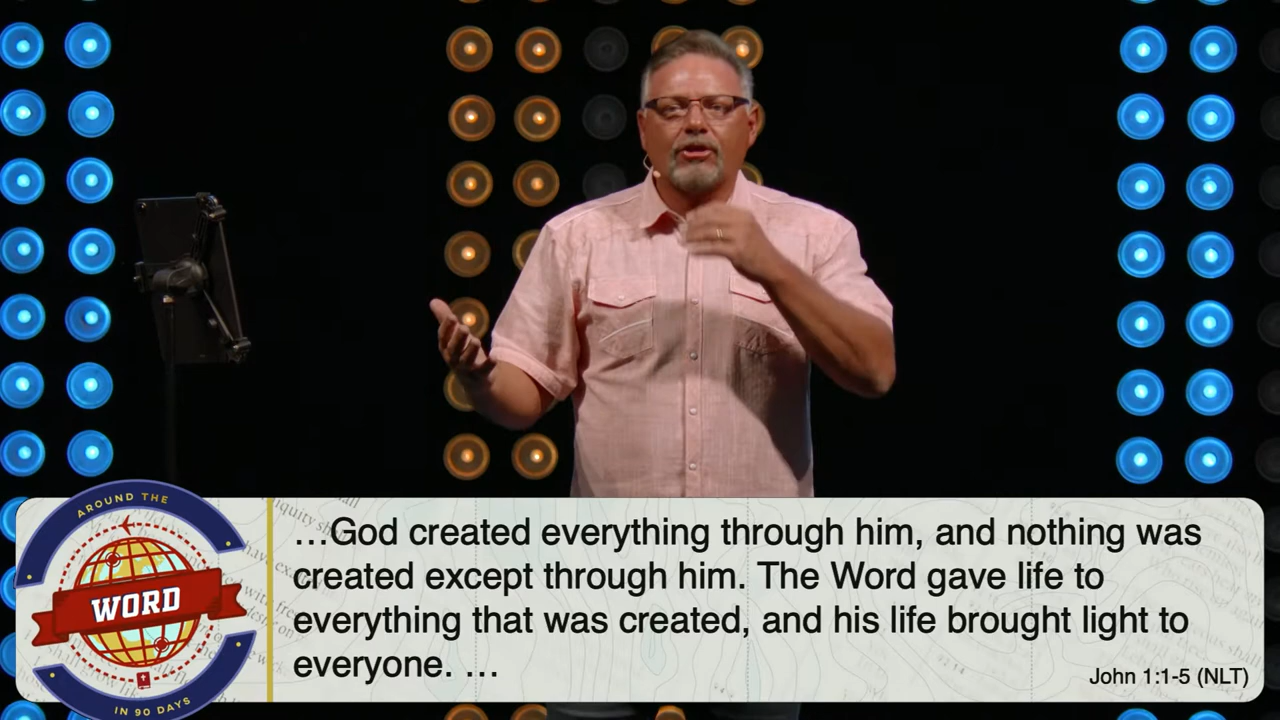 AROUND THE
WORD
IN 90 DAYS
…God created everything through him, and nothing was
created except through him. The Word gave life to
everything that was created, and his life brought light to
everyone. …
John 1:1-5 (NLT)